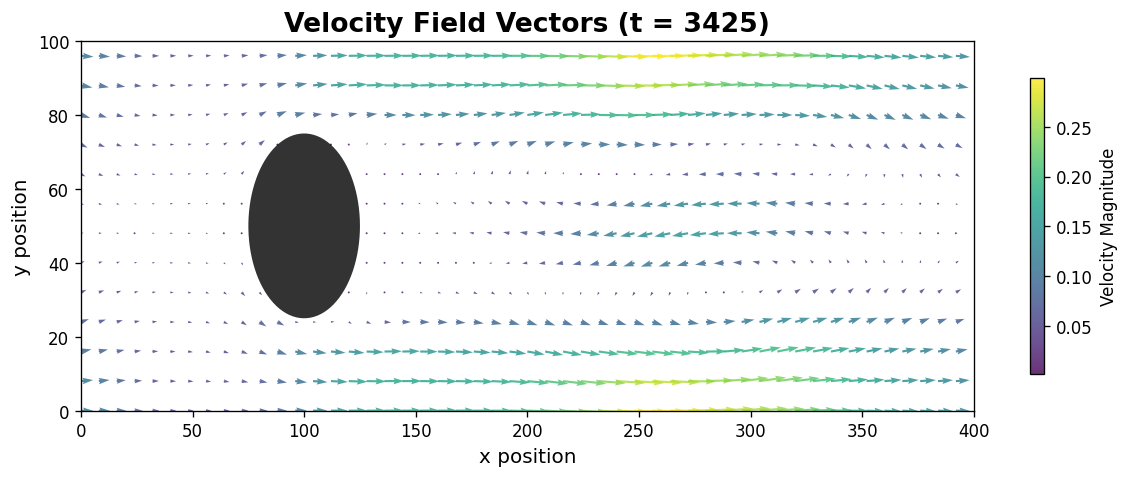 Velocity Field Vectors (t = 3425)
100
80
60
40
20
0
y position
0 50 100 150 200 250 300 350 400
x position
0.25
0.20
0.15
0.10
0.05
Velocity Magnitude